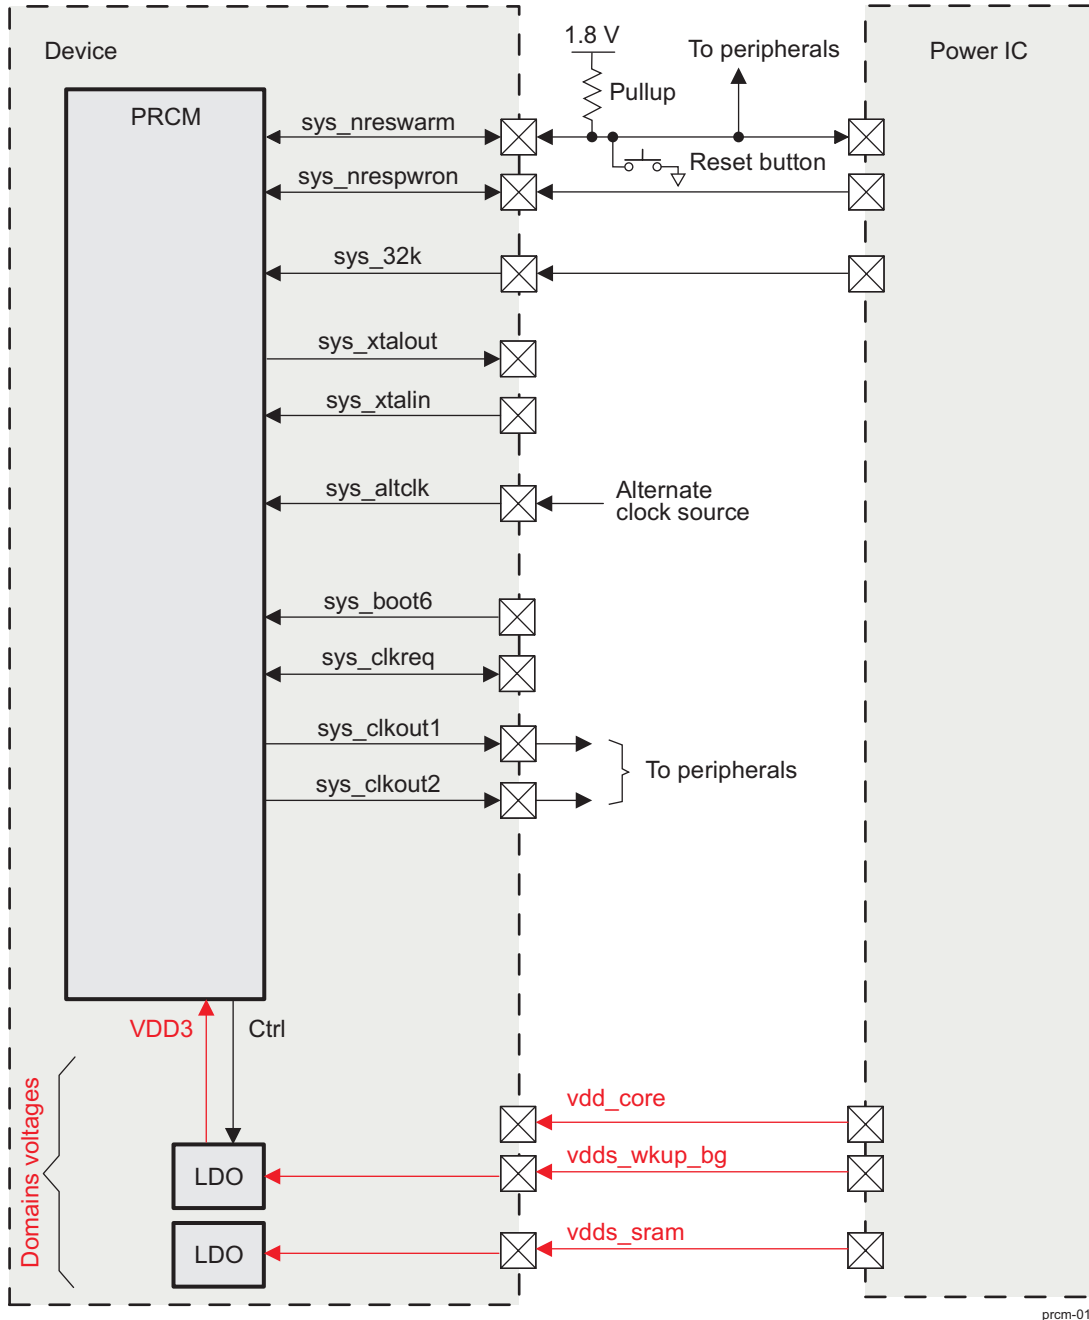 Device
1.8 V
To peripherals
Power IC
Pullup
PRCM
sys_nreswarm
Reset button
sys_nrespwron
sys_32k
sys_xtalout
sys_xtalin
sys_altclk
Alternate
clock source
sys_boot6
sys_clkreq
sys_clkout1
To peripherals
sys_clkout2
VDD3
Ctrl
Domains voltages
vdd_core
vdds_wkup_bg
LDO
vdds_sram
LDO
prcm-01